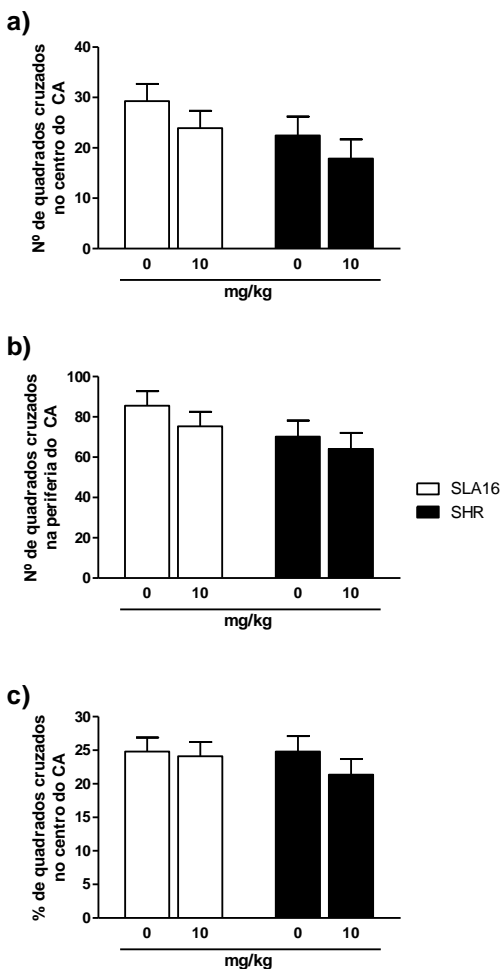 a)
Nº de quadrados cruzados
no centro do CA
40
30
20
10
0
0 10 0 10
mg/kg
b)
Nº de quadrados cruzados
na periferia do CA
100
80
60
40
20
0
0 10 0 10
mg/kg
SLA16
SHR
c)
% de quadrados cruzados
no centro do CA
30
25
20
15
10
5
0
0 10 0 10
mg/kg